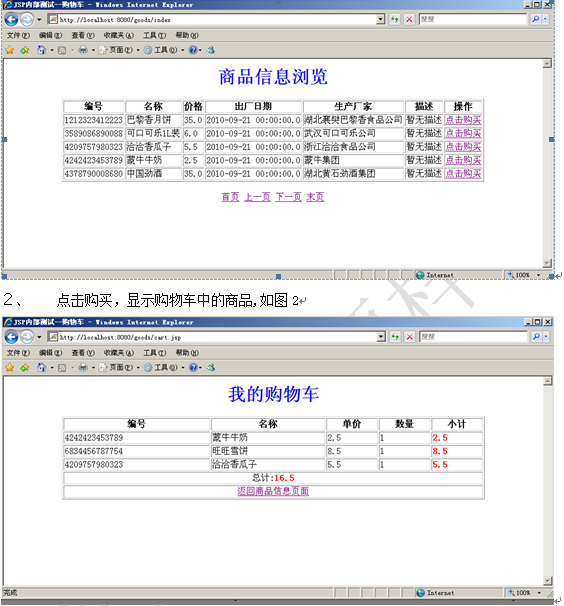 JSP内部测试--购物车 - Windows Internet Explorer
http://localhost:8080/goods/index 搜搜
文件(F) 编辑(E) 查看(V) 收藏夹(A) 工具(T) 帮助(H)
页面(P) 工具(O)
商品信息浏览
编号 名称 价格 出厂日期 生产厂家 描述 操作
1212323412223 巴黎香月饼 35.0 2010-09-21 00:00:00.0 湖北襄樊巴黎香食品公司 暂无描述 点击购买
3589086890088 可口可乐1L装 6.0 2010-09-21 00:00:00.0 武汉可口可乐公司 暂无描述 点击购买
4209757980323 洽洽香瓜子 5.5 2010-09-21 00:00:00.0 浙江洽洽食品公司 暂无描述 点击购买
4242423453789 蒙牛牛奶 2.5 2010-09-21 00:00:00.0 蒙牛集团 暂无描述 点击购买
4378790008680 中国劲酒 35.0 2010-09-21 00:00:00.0 湖北黄石劲酒集团 暂无描述 点击购买
首页 上一页 下一页 末页
Internet 100%
2、 点击购买，显示购物车中的商品,如图 2
JSP内部测试--购物车 - Windows Internet Explorer
http://localhost:8080/goods/cart.jsp 搜搜
文件(F) 编辑(E) 查看(V) 收藏夹(A) 工具(T) 帮助(H)
页面(P) 工具(O)
我的购物车
编号 名称 单价 数量 小计
4242423453789 蒙牛牛奶 2.5 1 2.5
6834456787754 旺旺雪饼 8.5 1 8.5
4209757980323 洽洽香瓜子 5.5 1 5.5
总计:16.5
返回商品信息页面
完成 Internet 100%